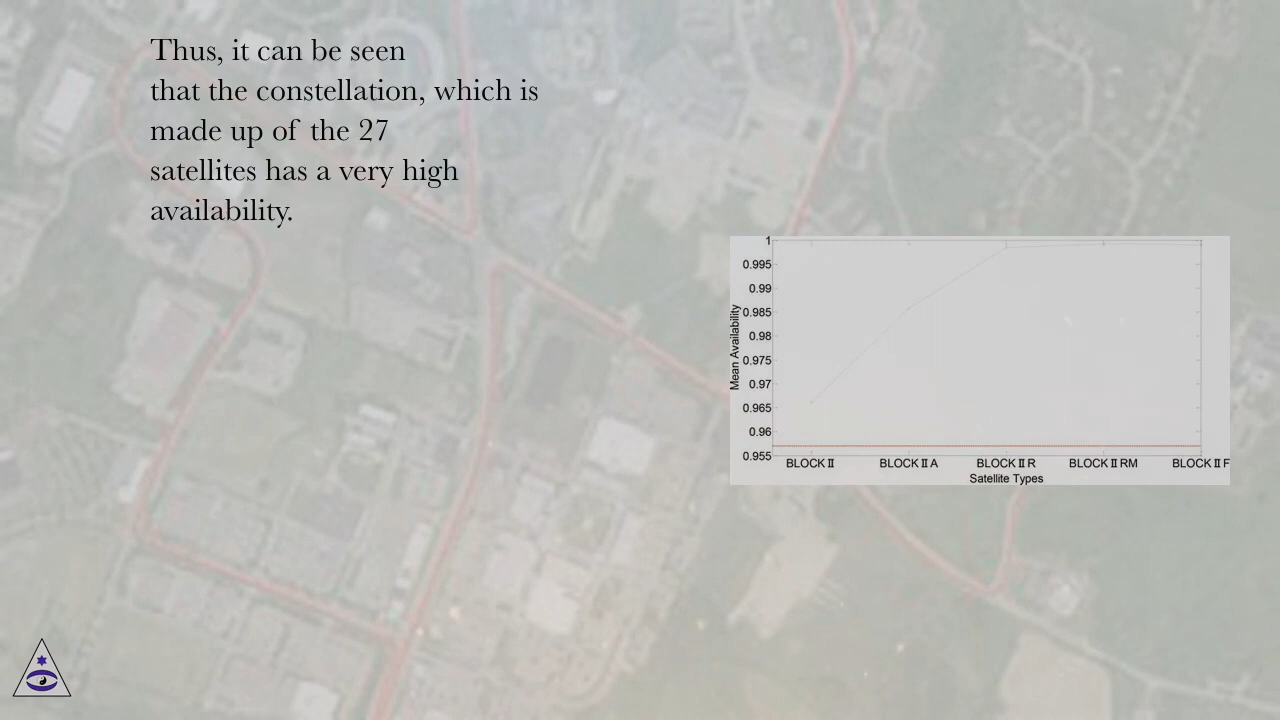 Thus, it can be seen
that the constellation, which is
made up of the 27
satellites has a very high
availability.
1
0.995
0.99
0.985
0.98
0.975
0.97
0.965
0.96
0.955
Mean Availability
BLOCK II BLOCK II A BLOCK II R BLOCK II RM BLOCK II F
Satellite Types